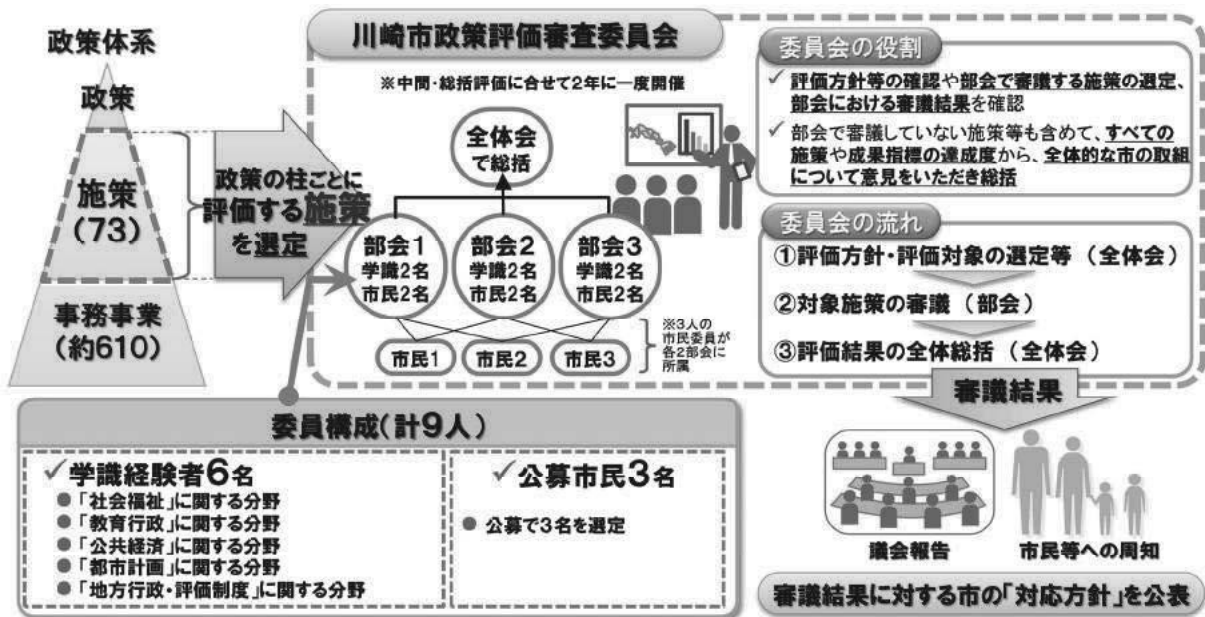 政策体系
政策
施策
(73)
事務事業
(約610)
政策の柱ごとに
評価する施策
を選定
川崎市政策評価審査委員会
※中間・総括評価に合せて2年に一度開催
全体会
で総括
部会1
学識2名
市民2名
部会2
学識2名
市民2名
部会3
学識2名
市民2名
市民1
市民2
市民3
※3人の
市民委員が
各2部会に
所属
委員会の役割
✓ 評価方針等の確認や部会で審議する施策の選定、
部会における審議結果を確認
✓ 部会で審議していない施策等も含めて、すべての
施策や成果指標の達成度から、全体的な市の取組
について意見をいただき総括
委員会の流れ
①評価方針・評価対象の選定等（全体会）
②対象施策の審議（部会）
③評価結果の全体総括（全体会）
審議結果
議会報告
市民等への周知
審議結果に対する市の「対応方針」を公表
委員構成(計9人)
✓学識経験者6名
●「社会福祉」に関する分野
●「教育行政」に関する分野
●「公共経済」に関する分野
●「都市計画」に関する分野
●「地方行政・評価制度」に関する分野
✓公募市民3名
● 公募で3名を選定